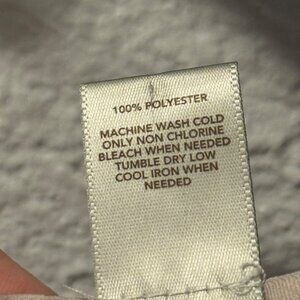 100% POLYESTER
MACHINE WASH COLD
ONLY NON CHLORINE
BLEACH WHEN NEEDED
TUMBLE DRY LOW
COOL IRON WHEN
NEEDED